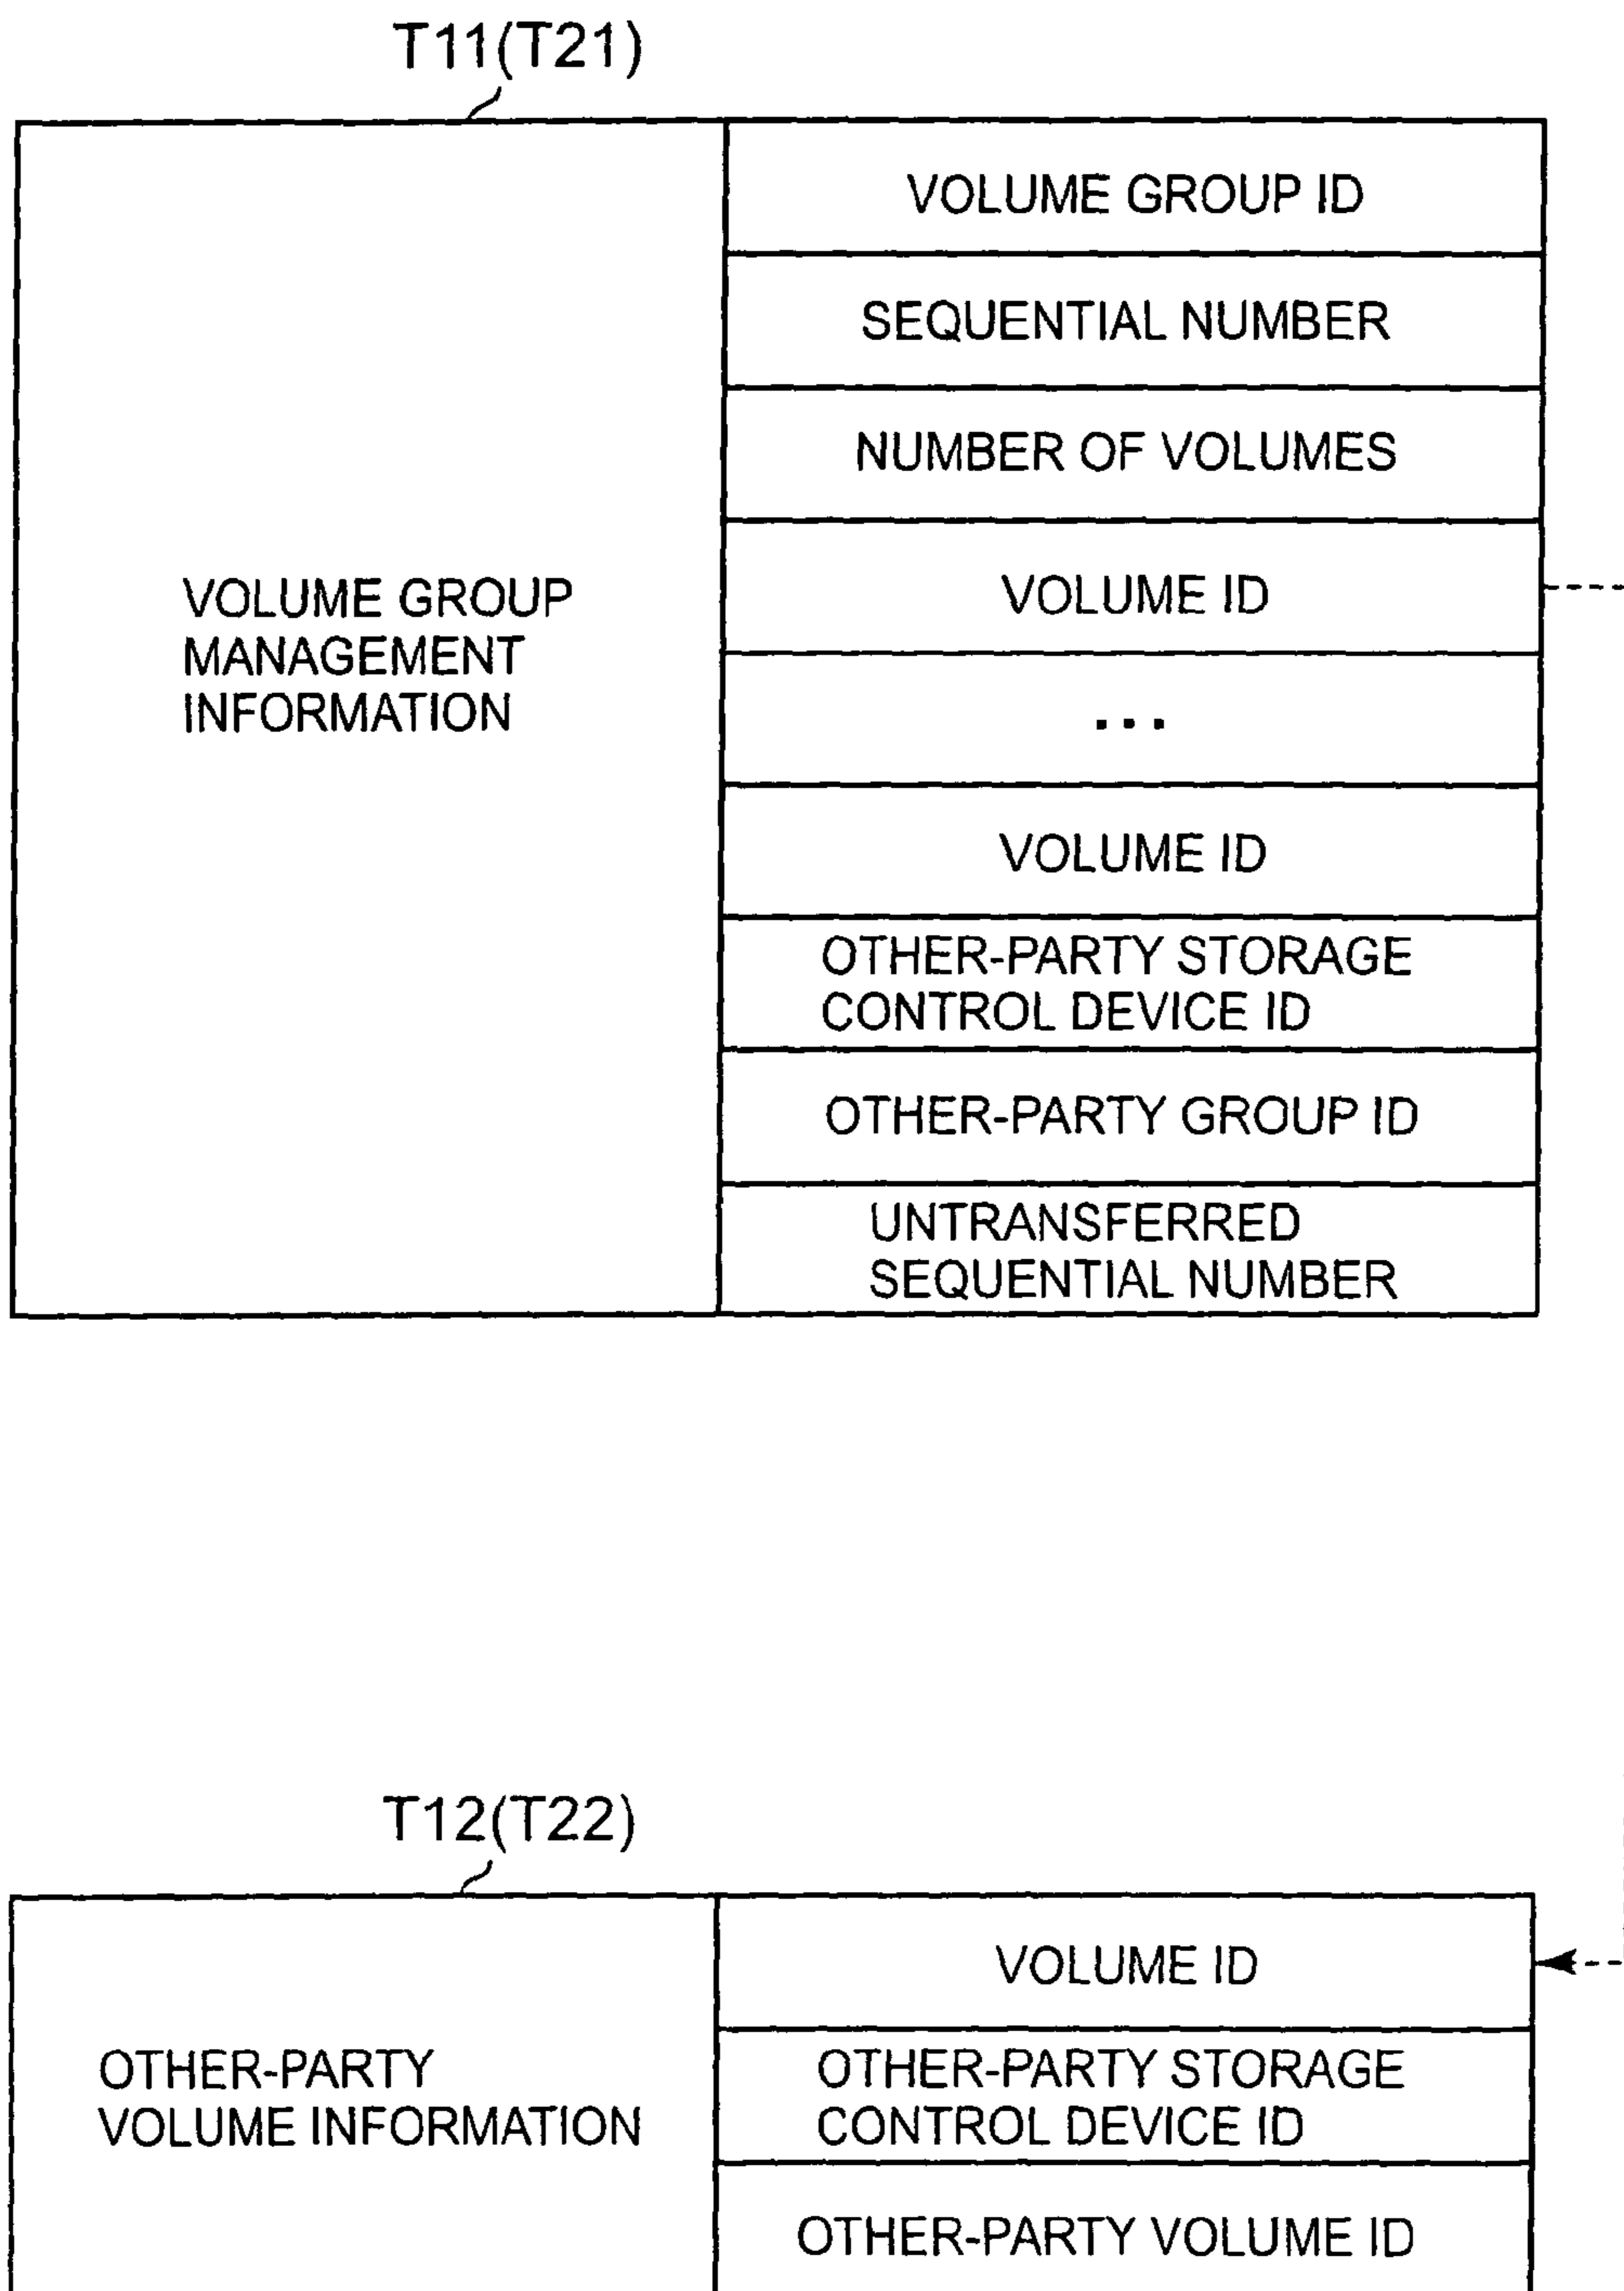 T11(T21)
VOLUME GROUP ID
SEQUENTIAL NUMBER
NUMBER OF VOLUMES
VOLUME GROUP
MANAGEMENT
INFORMATION
VOLUME ID
...
VOLUME ID
OTHER-PARTY STORAGE
CONTROL DEVICE ID
OTHER-PARTY GROUP ID
UNTRANSFERRED
SEQUENTIAL NUMBER
T12(T22)
OTHER-PARTY
VOLUME INFORMATION
VOLUME ID
OTHER-PARTY STORAGE
CONTROL DEVICE ID
OTHER-PARTY VOLUME ID